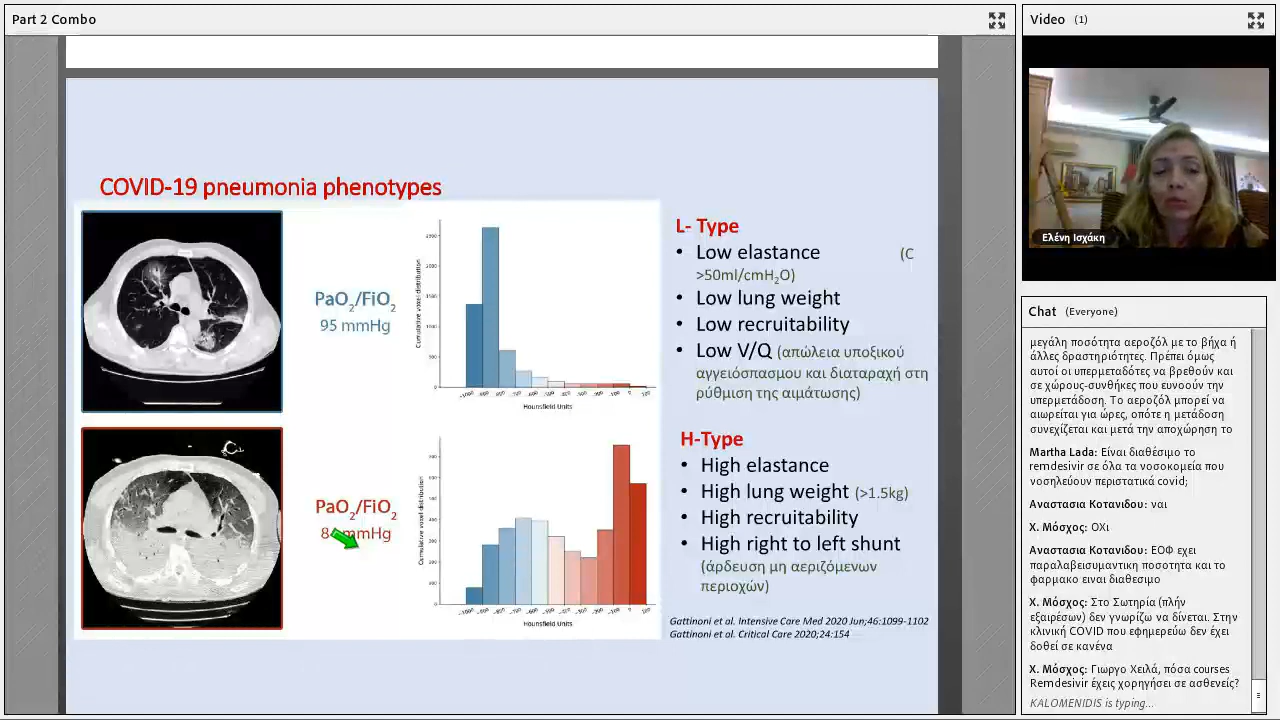 Part 2 Combo
COVID-19 pneumonia phenotypes
PaO2/FiO2
95 mmHg
Cumulative voxel distribution
Hounsfield Units
PaO2/FiO2
mmHg
Cumulative voxel distribution
Hounsfield Units
L- Type
• Low elastance (C
>50ml/cmH2O)
• Low lung weight
• Low recruitability
• Low V/Q (απώλεια υποξικού
αγγειόσπασμου και διαταραχή στη
ρύθμιση της αιμάτωσης)
H-Type
• High elastance
• High lung weight (>1.5kg)
• High recruitability
• High right to left shunt
(άρδευση μη αεριζόμενων
περιοχών)
Gattinoni et al. Intensive Care Med 2020 Jun;46:1099-1102
Gattinoni et al. Critical Care 2020;24:154
Video (1)
Ελένη Ισχάκη
Chat (Everyone)
μεγάλη ποσότητα αεροζόλ με το βήχα ή
άλλες δραστηριότητες. Πρέπει όμως
αυτοί οι υπερμεταδότες να βρεθούν και
σε χώρους-συνθήκες που ευνοούν την
υπερμετάδοση. Το αεροζόλ μπορεί να
αιωρείται για ώρες, οπότε η μετάδοση
συνεχίζεται και μετά την αποχώρηση το
Martha Lada: Είναι διαθέσιμο το
remdesivir σε όλα τα νοσοκομεία που
νοσηλεύουν περιστατικά covid;
Αναστασια Κοτανιδου: ναι
Χ. Μόσχος: ΟΧι
Αναστασια Κοτανιδου: ΕΟΦ εχει
παραλαβεισυμαντικη ποσοτητα και το
φαρμακο ειναι διαθεσιμο
Χ. Μόσχος: Στο Σωτηρία (πλήν
εξαιρέσων) δεν γνωρίζω να δίνεται. Στην
κλινική COVID που εφημερεύω δεν έχει
δοθεί σε κανένα
Χ. Μόσχος: Γιωργο Χειλά, πόσα courses
Remdesivir έχεις χορηγήσει σε ασθενείς?
KALOMENIDIS is typing...